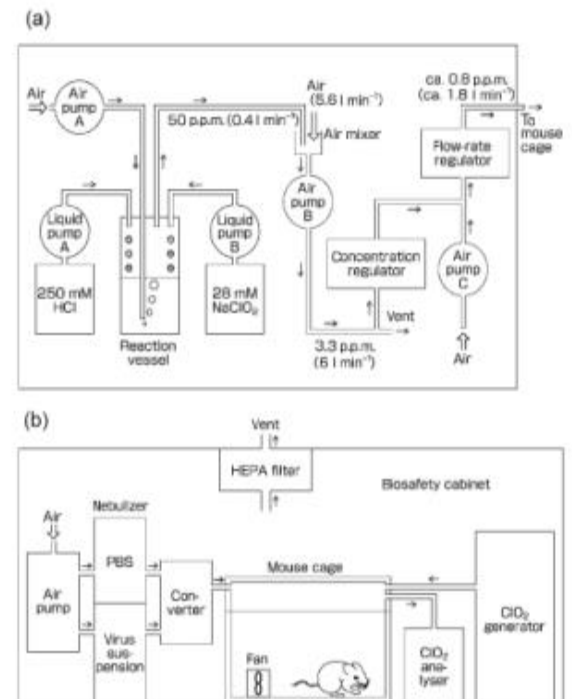 (a)
Air
Air
pump
A
50 p.p.m. (0.4 l min⁻¹)
Air
(5.6 l min⁻¹)
Air mixer
ca. 0.8 p.p.m.
(ca. 1.8 l min⁻¹)
To
mouse
cage
Flow-rate
regulator
Air
pump
B
Liquid
pump
A
Liquid
pump
B
Concentration
regulator
Air
pump
C
250 mM
HCl
28 mM
NaClO₂
Vent
Reaction
vessel
3.3 p.p.m.
(6 l min⁻¹)
Air
(b)
Vent
HEPA filter
Biosafety cabinet
Nebulizer
Air
PBS
Mouse cage
Air
pump
Con-
verter
ClO₂
generator
Virus
sus-
pension
Fan
ClO₂
ana-
lyser